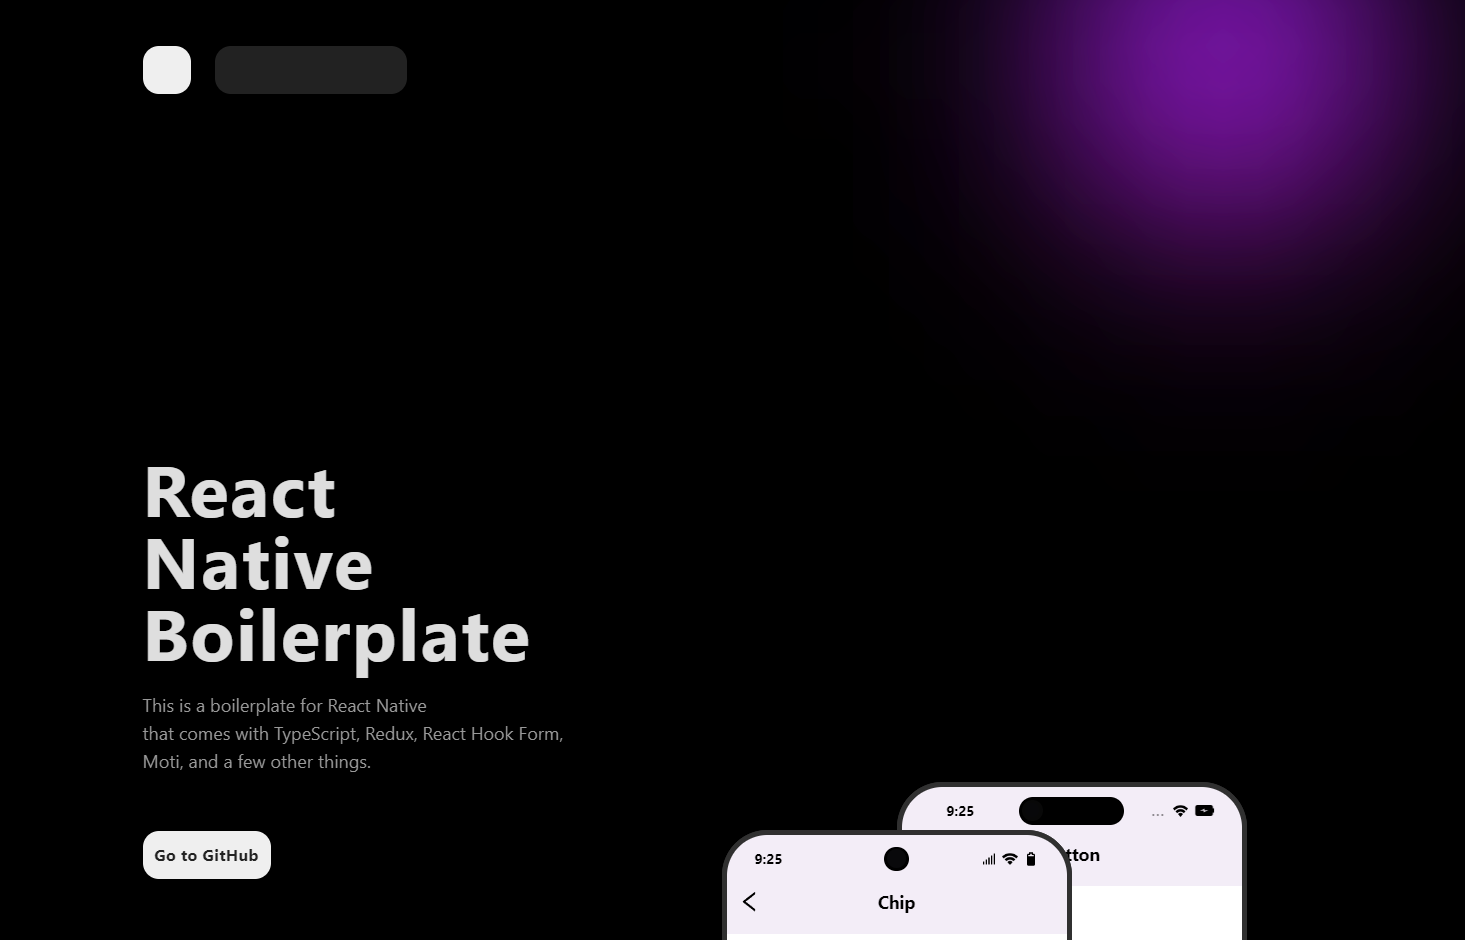 React
Native
Boilerplate
This is a boilerplate for React Native
that comes with TypeScript, Redux, React Hook Form,
Moti, and a few other things.
Go to GitHub
9:25
...
tton
9:25
Chip